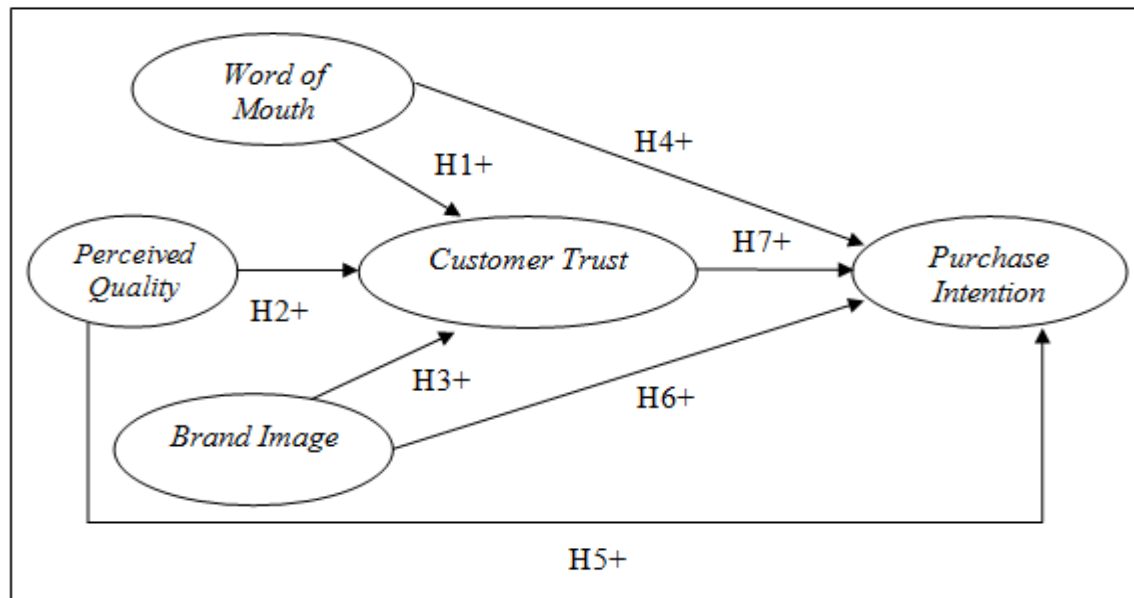 Word of
Mouth
H4+
H1+
Perceived
Quality
Customer Trust
H7+
Purchase
Intention
H2+
H3+
H6+
Brand Image
H5+